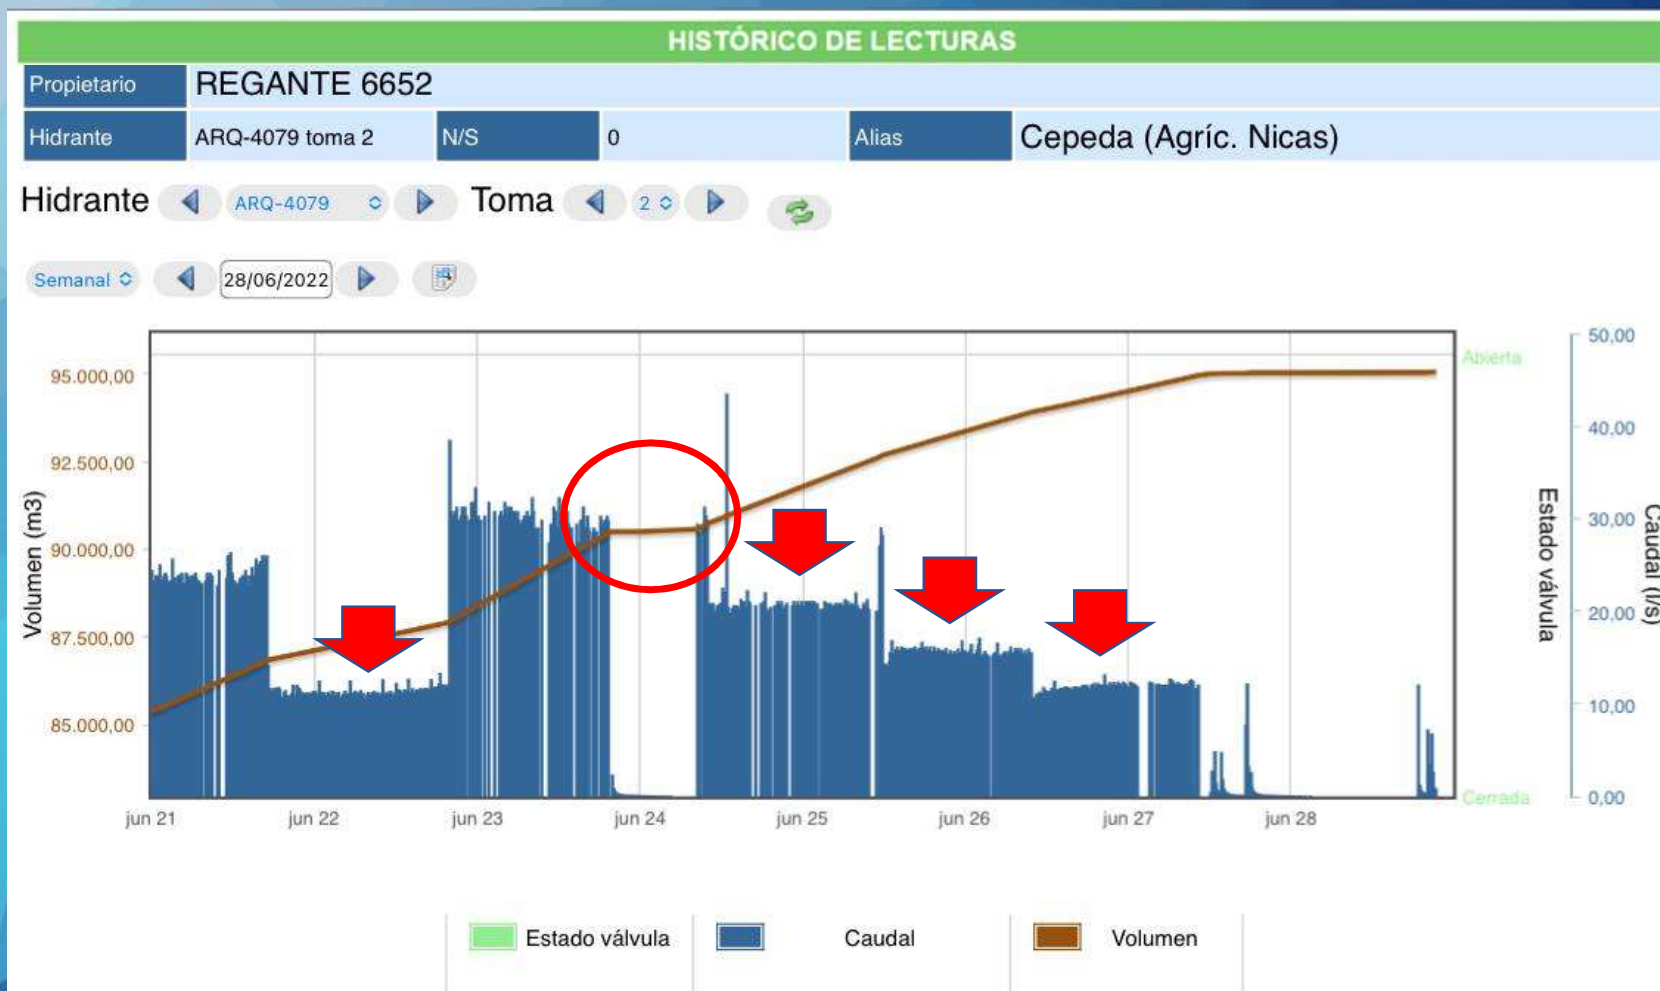 HISTÓRICO DE LECTURAS
Propietario REGANTE 6652
Hidrante ARQ-4079 toma 2 N/S 0 Alias Cepeda (Agríc. Nicas)
Hidrante ARQ-4079 Toma 2
Semanal 28/06/2022
Volumen (m3)
95.000,00
92.500,00
90.000,00
87.500,00
85.000,00
Abierta
Cerrada
Estado válvula
50,00
40,00
30,00
20,00
10,00
0,00
Caudal (l/s)
jun 21 jun 22 jun 23 jun 24 jun 25 jun 26 jun 27 jun 28
Estado válvula Caudal Volumen